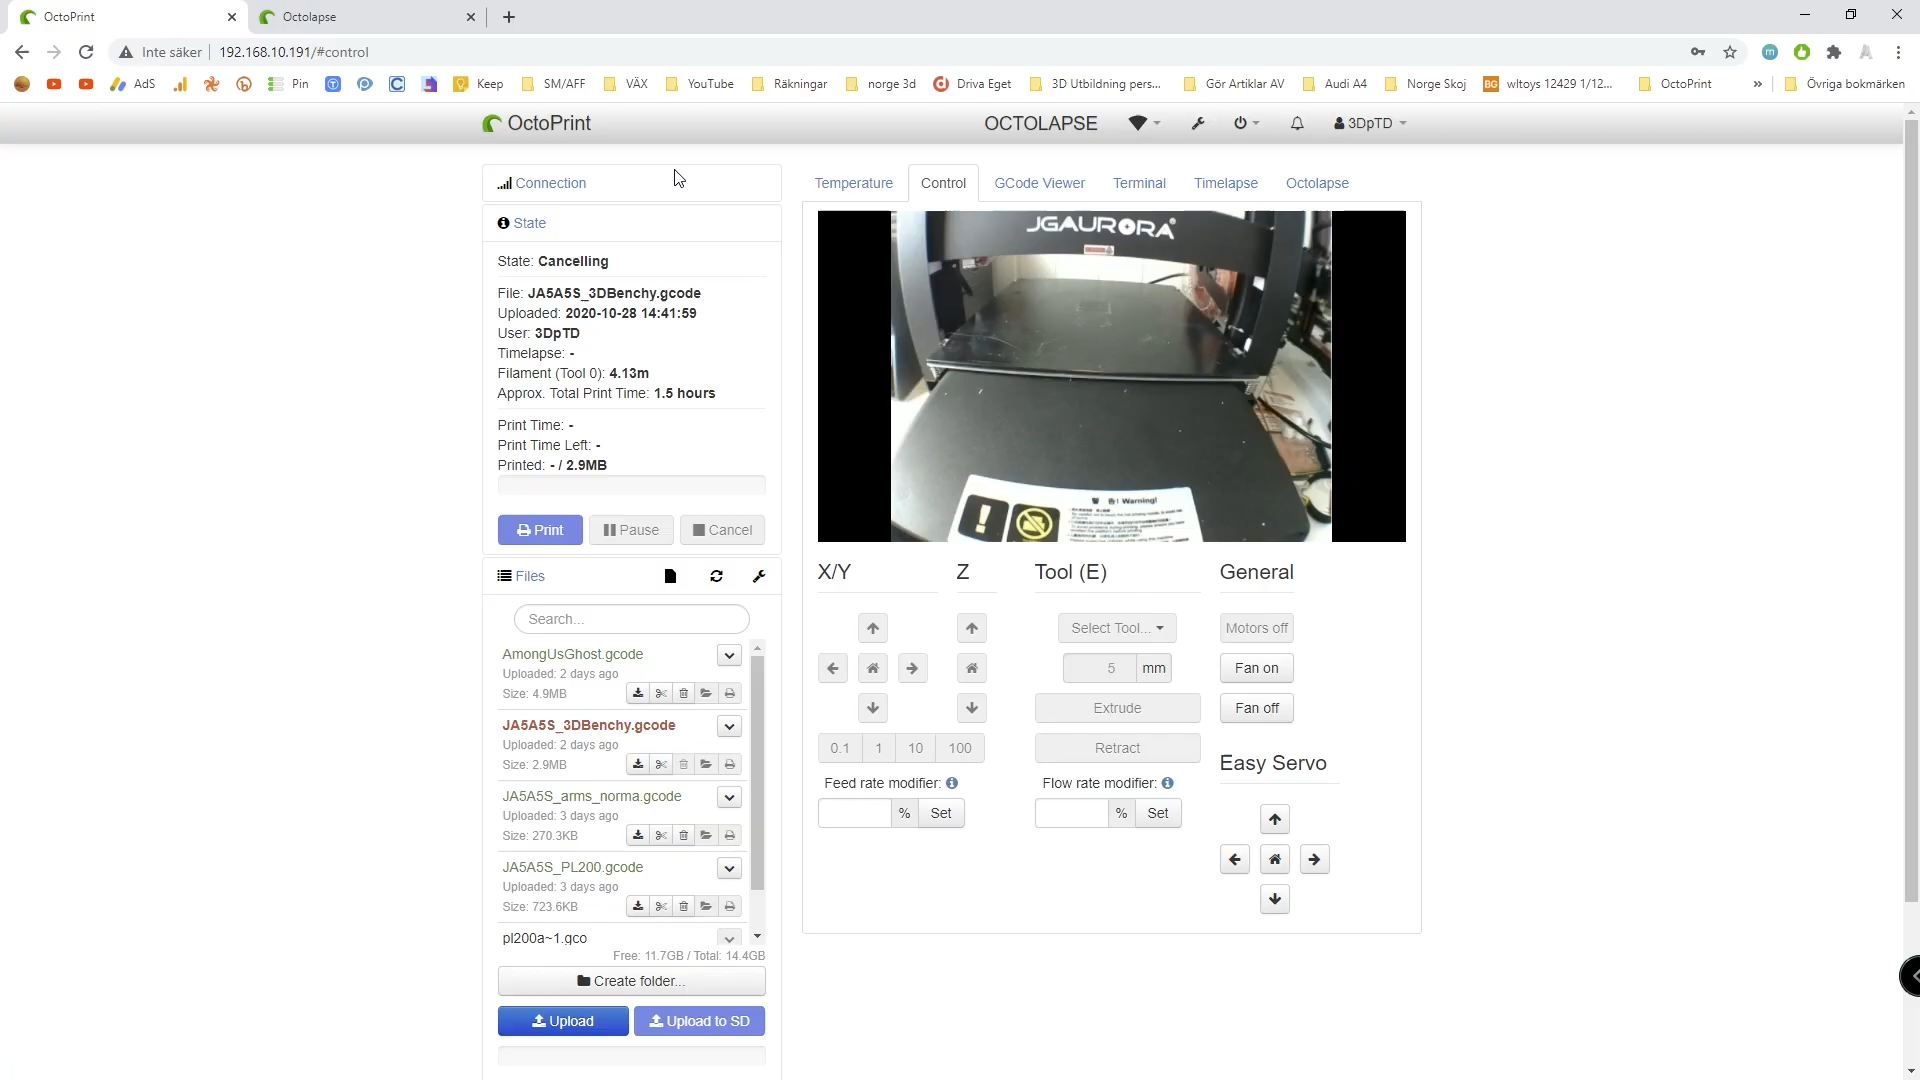 OctoPrint
Octolapse
Inte säker
192.168.10.191/#control
AdS
Pin
Keep
SM/AFF
VÄX
YouTube
Räkningar
norge 3d
Driva Eget
3D Utbildning pers...
Gör Artiklar AV
Audi A4
Norge Skoj
BG
wltoys 12429 1/12...
OctoPrint
»
Övriga bokmärken
OctoPrint
OCTOLAPSE
3DpTD
Connection
State
State: Cancelling
File: JA5A5S_3DBenchy.gcode
Uploaded: 2020-10-28 14:41:59
User: 3DpTD
Timelapse: -
Filament (Tool 0): 4.13m
Approx. Total Print Time: 1.5 hours
Print Time: -
Print Time Left: -
Printed: - / 2.9MB
Print
Pause
Cancel
Files
Search...
AmongUsGhost.gcode
Uploaded: 2 days ago
Size: 4.9MB
JA5A5S_3DBenchy.gcode
Uploaded: 2 days ago
Size: 2.9MB
JA5A5S_arms_norma.gcode
Uploaded: 3 days ago
Size: 270.3KB
JA5A5S_PL200.gcode
Uploaded: 3 days ago
Size: 723.6KB
pl200a~1.gco
Free: 11.7GB / Total: 14.4GB
Create folder...
Upload
Upload to SD
Temperature
Control
GCode Viewer
Terminal
Timelapse
Octolapse
JGAURORA
警 告! Warning!
X/Y
Z
Tool (E)
General
Select Tool...
Motors off
5
mm
Fan on
Extrude
Fan off
0.1
1
10
100
Retract
Easy Servo
Feed rate modifier:
Flow rate modifier:
%
Set
%
Set